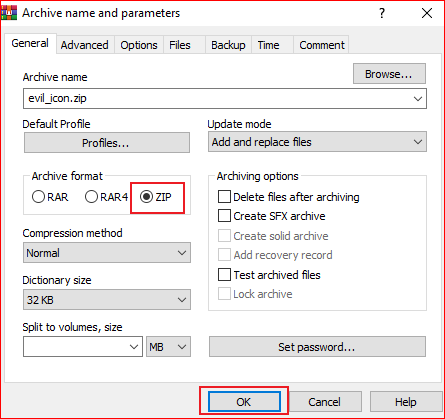 Archive name and parameters
General Advanced Options Files Backup Time Comment
Archive name
Browse...
evil_icon.zip
Default Profile
Update mode
Profiles...
Add and replace files
Archive format
RAR RAR4 ZIP
Compression method
Normal
Dictionary size
32 KB
Split to volumes, size
MB
Archiving options
Delete files after archiving
Create SFX archive
Create solid archive
Add recovery record
Test archived files
Lock archive
Set password...
OK Cancel Help